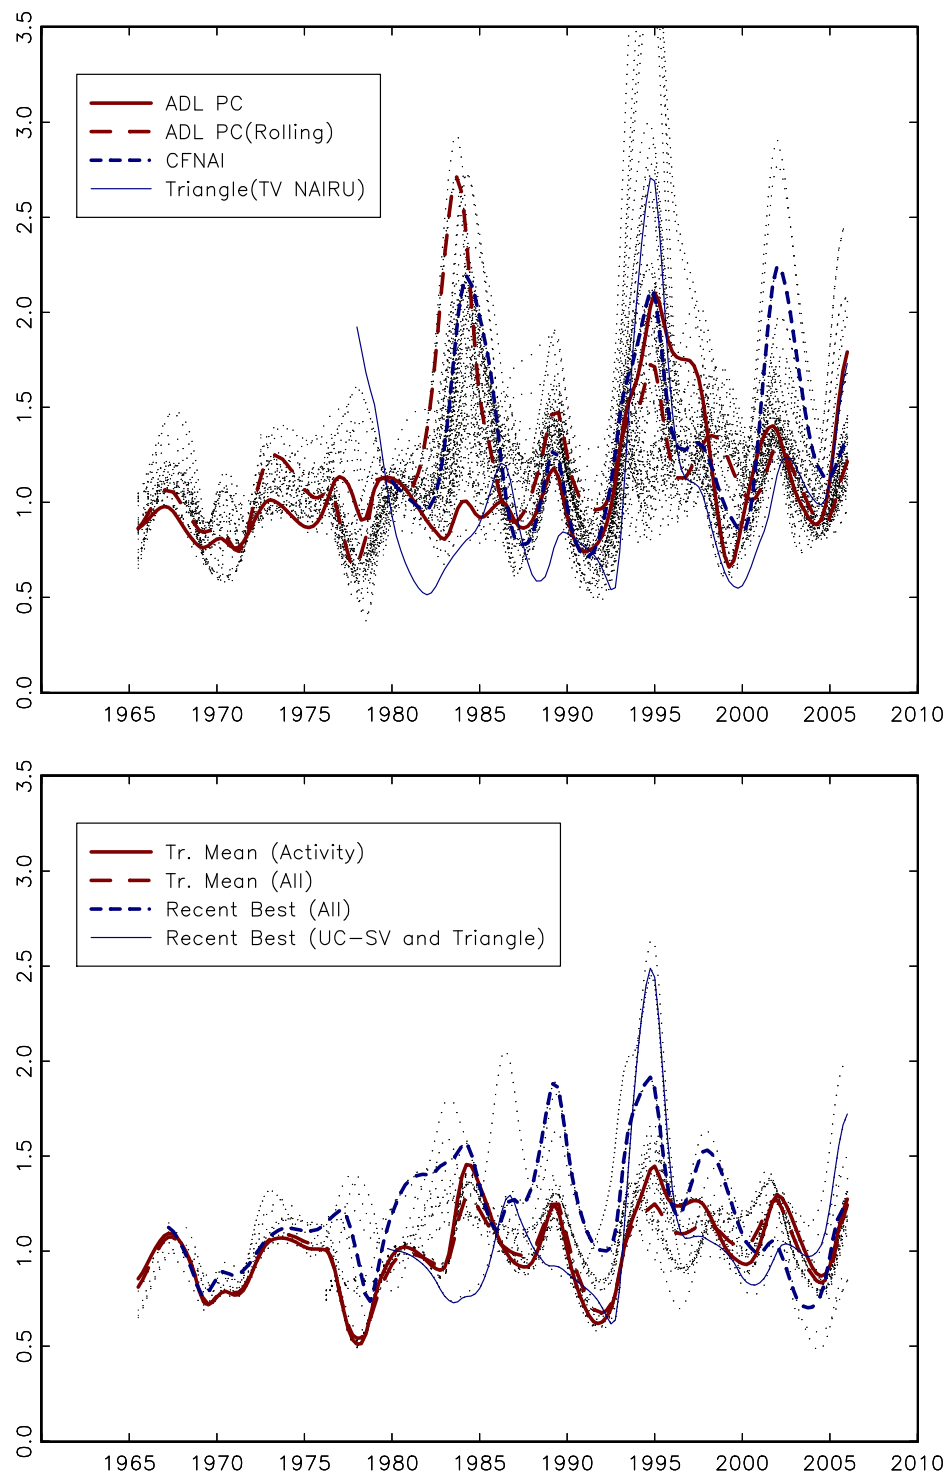 3.5
3.0
2.5
2.0
1.5
1.0
0.5
0.0
ADL PC
ADL PC(Rolling)
CFNAI
Triangle(TV NAIRU)
1965 1970 1975 1980 1985 1990 1995 2000 2005 2010
3.5
3.0
2.5
2.0
1.5
1.0
0.5
0.0
Tr. Mean (Activity)
Tr. Mean (All)
Recent Best (All)
Recent Best (UC-SV and Triangle)
1965 1970 1975 1980 1985 1990 1995 2000 2005 2010